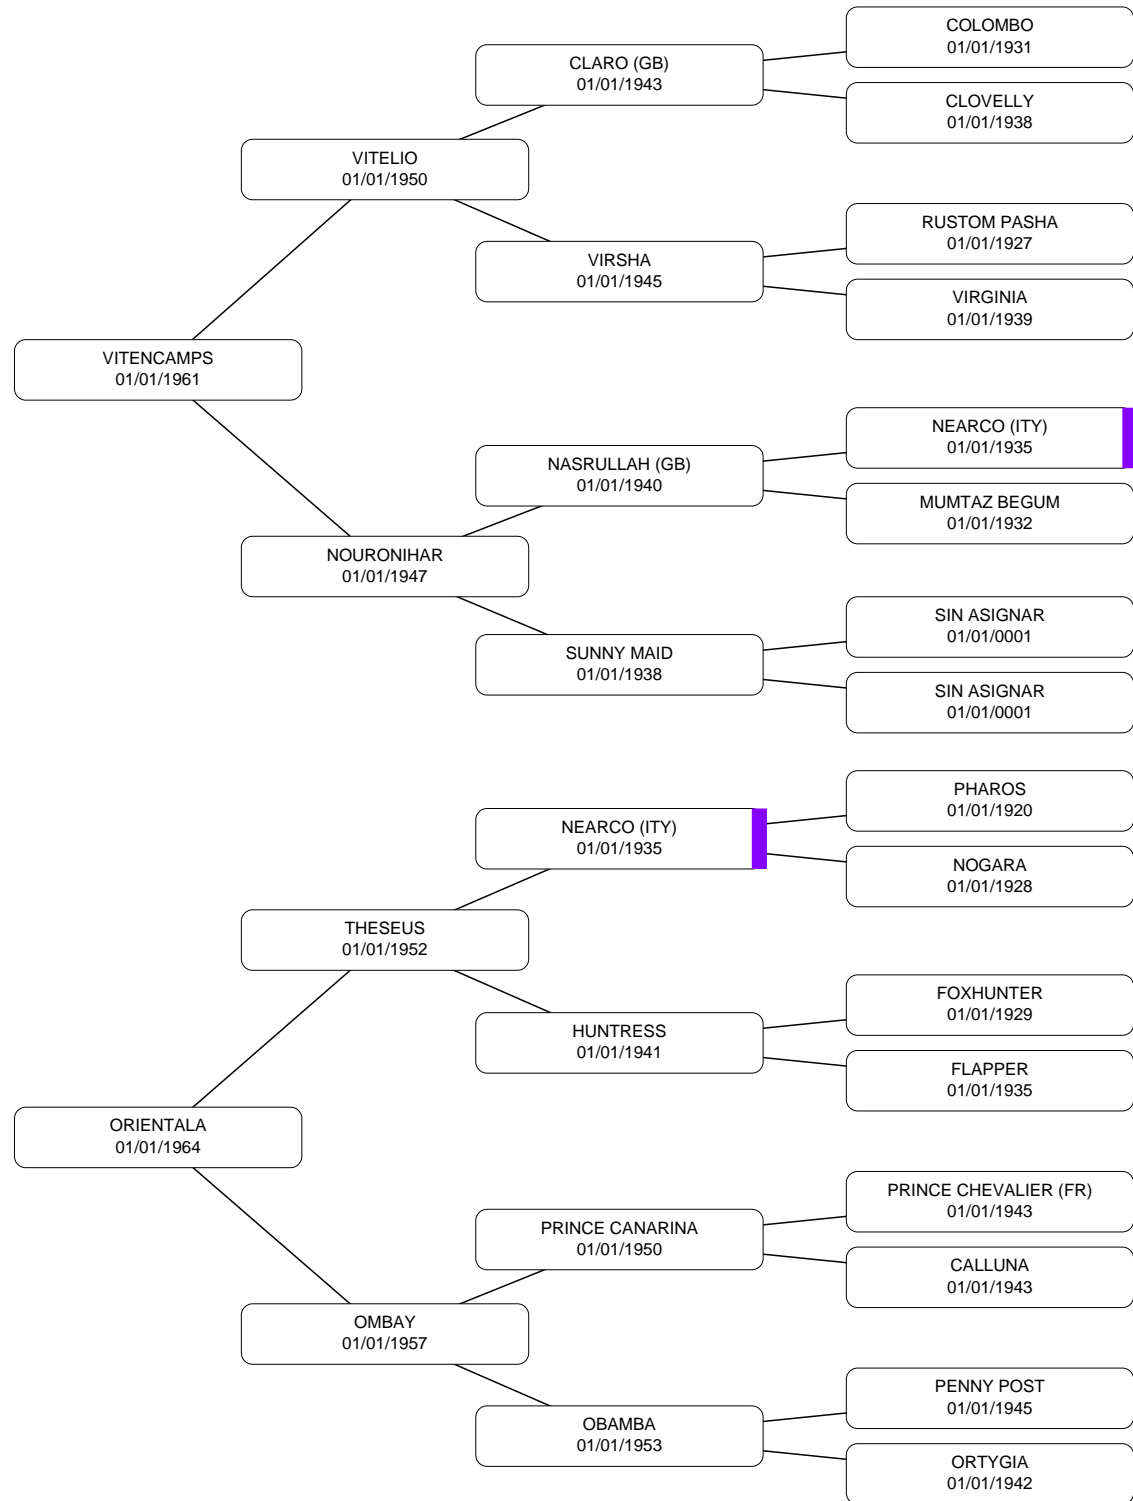 COLOMBO
01/01/1931
CLARO (GB)
01/01/1943
CLOVELLY
01/01/1938
VITELIO
01/01/1950
RUSTOM PASHA
01/01/1927
VIRSHA
01/01/1945
VIRGINIA
01/01/1939
VITENCAMPS
01/01/1961
NEARCO (ITY)
01/01/1935
NASRULLAH (GB)
01/01/1940
MUMTAZ BEGUM
01/01/1932
NOURONIHAR
01/01/1947
SIN ASIGNAR
01/01/0001
SUNNY MAID
01/01/1938
SIN ASIGNAR
01/01/0001
PHAROS
01/01/1920
NEARCO (ITY)
01/01/1935
NOGARA
01/01/1928
THESEUS
01/01/1952
FOXHUNTER
01/01/1929
HUNTRESS
01/01/1941
FLAPPER
01/01/1935
ORIENTALA
01/01/1964
PRINCE CHEVALIER (FR)
01/01/1943
PRINCE CANARINA
01/01/1950
CALLUNA
01/01/1943
OMBAY
01/01/1957
PENNY POST
01/01/1945
OBAMBA
01/01/1953
ORTYGIA
01/01/1942